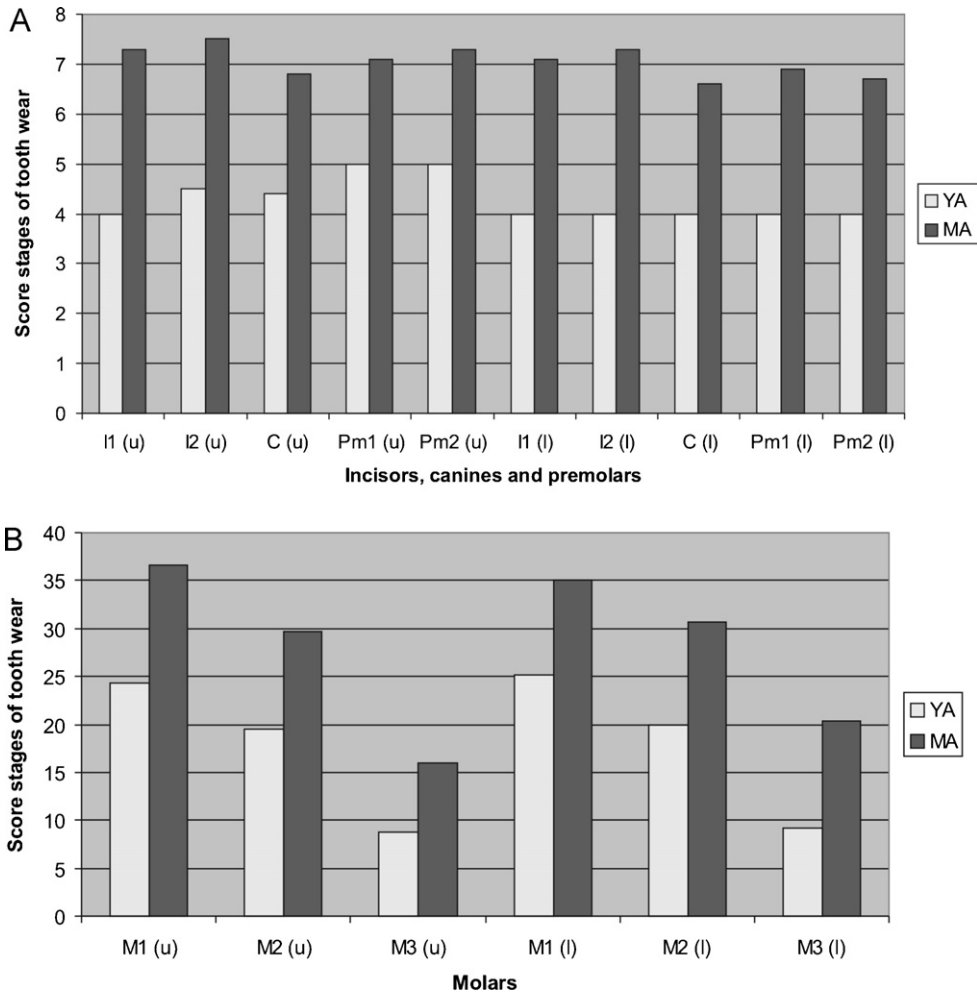 A
Score stages of tooth wear
8
7
6
5
4
3
2
1
0
I1 (u) I2 (u) C (u) Pm1 (u) Pm2 (u) I1 (l) I2 (l) C (l) Pm1 (l) Pm2 (l)
Incisors, canines and premolars
YA
MA
B
Score stages of tooth wear
40
35
30
25
20
15
10
5
0
M1 (u) M2 (u) M3 (u) M1 (l) M2 (l) M3 (l)
Molars
YA
MA